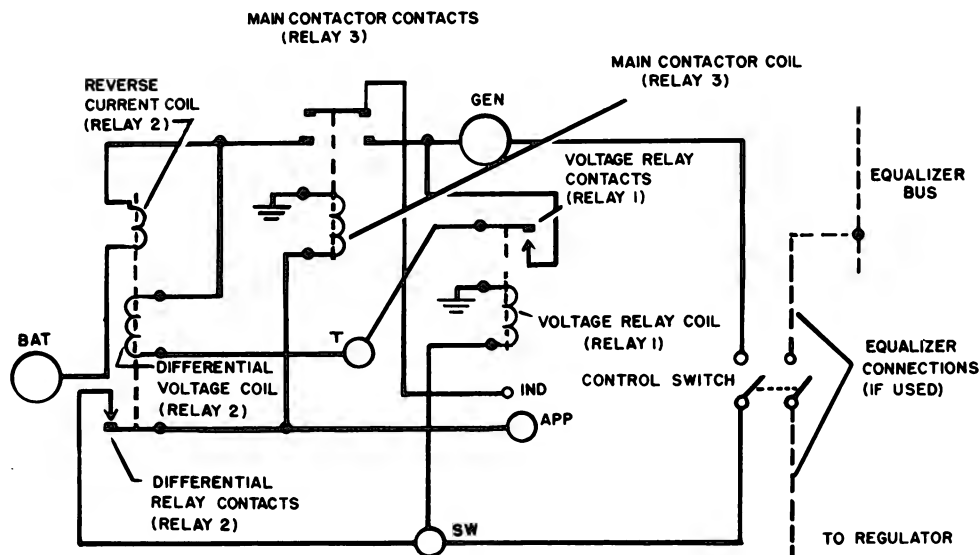 MAIN CONTACTOR CONTACTS
(RELAY 3)
MAIN CONTACTOR COIL
(RELAY 3)
REVERSE
CURRENT COIL
(RELAY 2)
GEN
VOLTAGE RELAY
CONTACTS
(RELAY 1)
EQUALIZER
BUS
BAT
T
DIFFERENTIAL
VOLTAGE COIL
(RELAY 2)
VOLTAGE RELAY COIL
(RELAY 1)
CONTROL SWITCH
EQUALIZER
CONNECTIONS
(IF USED)
IND
APP
DIFFERENTIAL
RELAY CONTACTS
(RELAY 2)
SW
TO REGULATOR